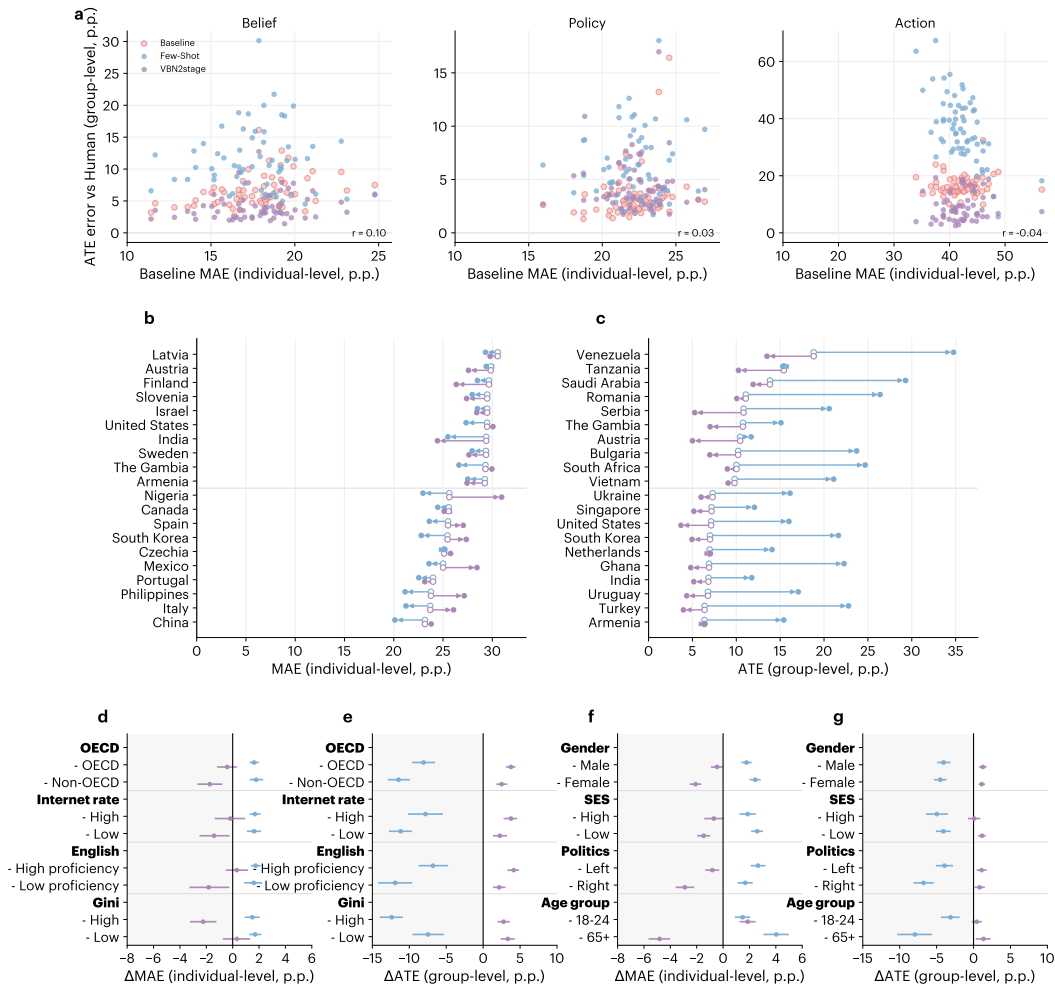 a
Belief
Policy
Action
ATE error vs Human (group-level, p.p.)
30
25
20
15
10
5
0
Baseline
Few-Shot
VBN2stage
r = 0.10
10
15
20
25
Baseline MAE (individual-level, p.p.)
15
10
5
0
r = 0.03
10
15
20
25
Baseline MAE (individual-level, p.p.)
60
40
20
0
r = -0.04
10
20
30
40
50
Baseline MAE (individual-level, p.p.)
b
Latvia
Austria
Finland
Slovenia
Israel
United States
India
Sweden
The Gambia
Armenia
Nigeria
Canada
Spain
South Korea
Czechia
Mexico
Portugal
Philippines
Italy
China
0
5
10
15
20
25
30
MAE (individual-level, p.p.)
c
Venezuela
Tanzania
Saudi Arabia
Romania
Serbia
The Gambia
Austria
Bulgaria
South Africa
Vietnam
Ukraine
Singapore
United States
South Korea
Netherlands
Ghana
India
Uruguay
Turkey
Armenia
0
5
10
15
20
25
30
35
ATE (group-level, p.p.)
d
OECD
- OECD
- Non-OECD
Internet rate
- High
- Low
English
- High proficiency
- Low proficiency
Gini
- High
- Low
−8
−6
−4
−2
0
2
4
6
ΔMAE (individual-level, p.p.)
e
OECD
- OECD
- Non-OECD
Internet rate
- High
- Low
English
- High proficiency
- Low proficiency
Gini
- High
- Low
−15
−10
−5
0
5
10
ΔATE (group-level, p.p.)
f
Gender
- Male
- Female
SES
- High
- Low
Politics
- Left
- Right
Age group
- 18-24
- 65+
−8
−6
−4
−2
0
2
4
6
ΔMAE (individual-level, p.p.)
g
Gender
- Male
- Female
SES
- High
- Low
Politics
- Left
- Right
Age group
- 18-24
- 65+
−15
−10
−5
0
5
10
ΔATE (group-level, p.p.)